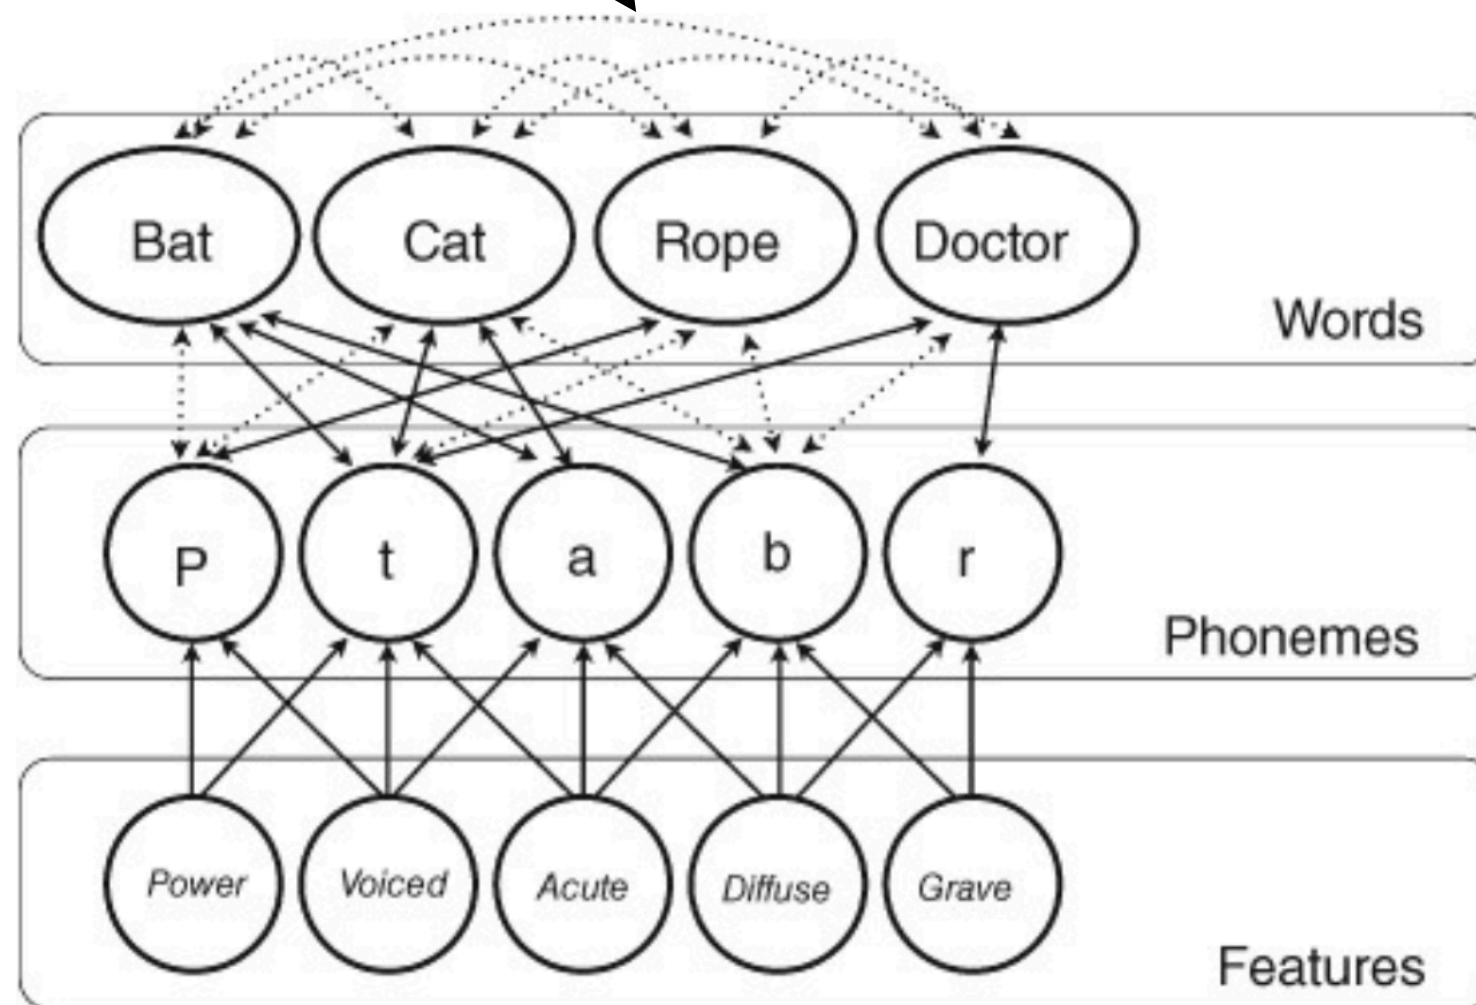 Bat Cat Rope Doctor
Words
P t a b r
Phonemes
Power Voiced Acute Diffuse Grave
Features